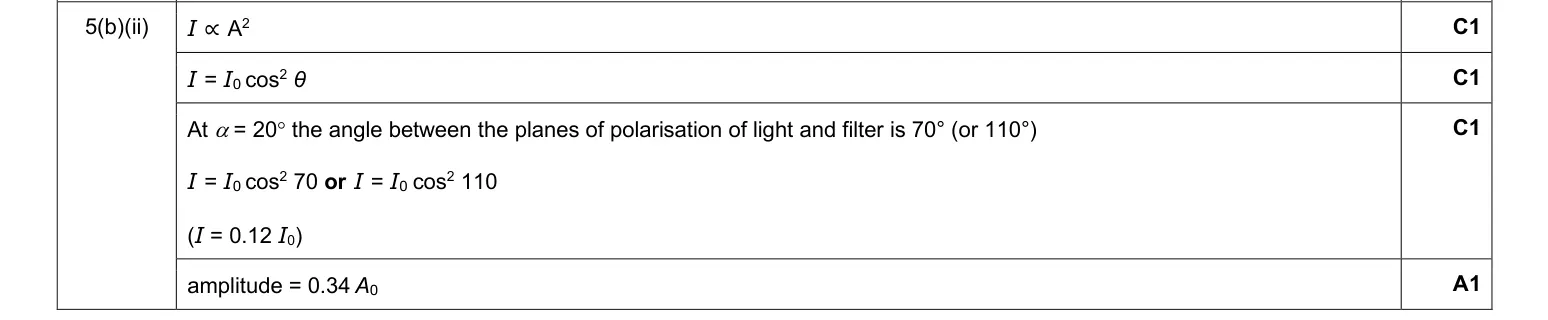 5(b)(ii) I ∝ A² C1
I = I₀ cos² θ C1
At α = 20° the angle between the planes of polarisation of light and filter is 70° (or 110°) C1
I = I₀ cos² 70 or I = I₀ cos² 110
(I = 0.12 I₀)
amplitude = 0.34 A₀ A1